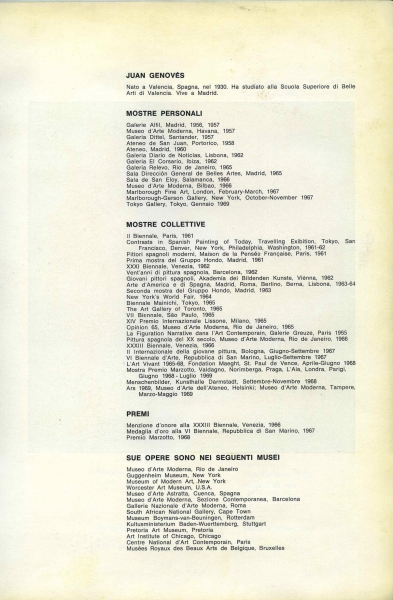 JUAN GENOVÉS
Nato a Valencia, Spagna, nel 1930. Ha studiato alla Scuola Superiore di Belle
Arti di Valencia. Vive a Madrid.
MOSTRE PERSONALI
Galerie Alfil, Madrid, 1956, 1957
Museo d'Arte Moderna, Havana, 1957
Galeria Dittel, Santander, 1957
Ateneo de San Juan, Portorico, 1958
Ateneo, Madrid, 1960
Galeria Diario de Noticias, Lisbona, 1962
Galeria El Corsario, Ibiza, 1962
Galeria Relevo, Rio de Janeiro, 1965
Sala Dirección General de Belles Artes, Madrid, 1965
Sala de San Eloy, Salamanca, 1966
Museo d'Arte Moderna, Bilbao, 1966
Marlborough Fine Art, London, February-March, 1967
Marlborough-Gerson Gallery, New York, October-November 1967
Tokyo Gallery, Tokyo, Gennaio 1969
MOSTRE COLLETTIVE
II Biennale, Paris, 1961
Contrasts in Spanish Painting of Today, Travelling Exibition, Tokyo, San
Francisco, Denver, New York, Philadelphia, Washington, 1961-62
Pittori spagnoli moderni, Maison de la Pensée Française, Paris, 1961
Prima mostra del Gruppo Hondo, Madrid, 1961
XXXI Biennale, Venezia, 1962
Vent'anni di pittura spagnola, Barcelona, 1962
Giovani pittori spagnoli, Akademie des Bildenden Kunste, Viénna, 1962
Arte d'America e di Spagna, Madrid, Roma, Berlino, Berna, Lisbona, 1963-64
Seconda mostra del Gruppo Hondo, Madrid, 1963
New York's World Fair, 1964
Biennale Mainichi, Tokyo, 1965
The Art Gallery of Toronto, 1965
VII Biennale, São Paulo, 1965
XIV Premio Internazionale Lissone, Milano, 1965
Opinion 65, Museo d'Arte Moderna, Rio de Janeiro, 1965
La Figuration Narrative dans l'Art Contemporain, Galerie Greuze, Paris 1955
Pittura spagnola del XX secolo, Museo d'Arte Moderna, Rio de Janeiro, 1966
XXXIII Biennale, Venezia, 1966
II Internazionale della giovane pittura, Bologna, Giugno-Settembre 1967
VI Biennale d'Arte, Repubblica di San Marino, Luglio-Settembre 1967
L'Art Vivant 1965-68, Fondation Maeght, St. Paul de Vence, Aprile-Giugno 1968
Mostra Premio Marzotto, Valdagno, Norimberga, Praga, L'Aia, Londra, Parigi,
Giugno 1968 - Luglio 1969
Menschenbilder, Kunsthalle Darmstadt, Settembre-Novembre 1968
Ars 1969, Museo d'Arte dell'Ateneo, Helsinki; Museo d'Arte Moderna, Tampere,
Marzo-Maggio 1969
PREMI
Menzione d'onore alla XXXIII Biennale, Venezia, 1966
Medaglia d'oro alla VI Biennale, Repubblica di San Marino, 1967
Premio Marzotto, 1968
SUE OPERE SONO NEI SEGUENTI MUSEI
Museo d'Arte Moderna, Rio de Janeiro
Guggenheim Museum, New York
Museum of Modern Art, New York
Worcester Art Museum, U.S.A.
Museo d'Arte Astratta, Cuenca, Spagna
Museo d'Arte Moderna, Sezione Contemporanea, Barcelona
Galleria Nazionale d'Arte Moderna, Roma
South African National Gallery, Cape Town
Museum Boymans-van-Beuningen, Rotterdam
Kultusministerium Baden-Wuerttemberg, Stuttgart
Pretoria Art Museum, Pretoria
Art Institute of Chicago, Chicago
Centre National d'Art Contemporain, Paris
Musées Royaux des Beaux Arts de Belgique, Bruxelles